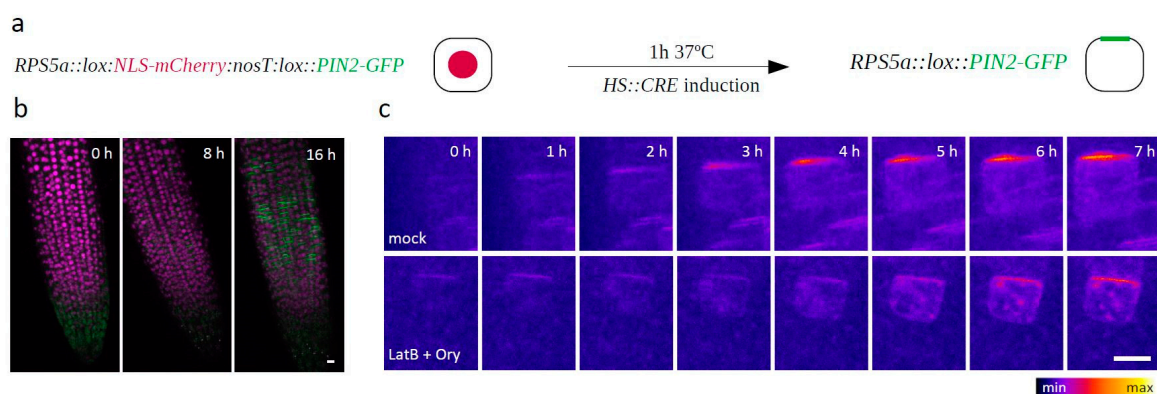 a
RPS5a::lox:NLS-mCherry:nosT:lox::PIN2-GFP
1h 37ºC
HS::CRE induction
RPS5a::lox::PIN2-GFP
b
0 h
8 h
16 h
c
0 h
1 h
2 h
3 h
4 h
5 h
6 h
7 h
mock
LatB + Ory
min
max